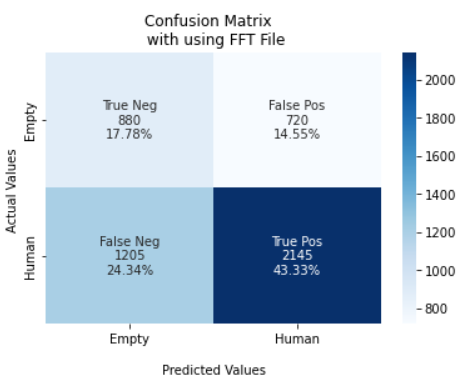 Confusion Matrix
with using FFT File
True Neg
880
17.78%
False Pos
720
14.55%
False Neg
1205
24.34%
True Pos
2145
43.33%
Empty
Human
Actual Values
Empty
Human
Predicted Values
2000
1800
1600
1400
1200
1000
800